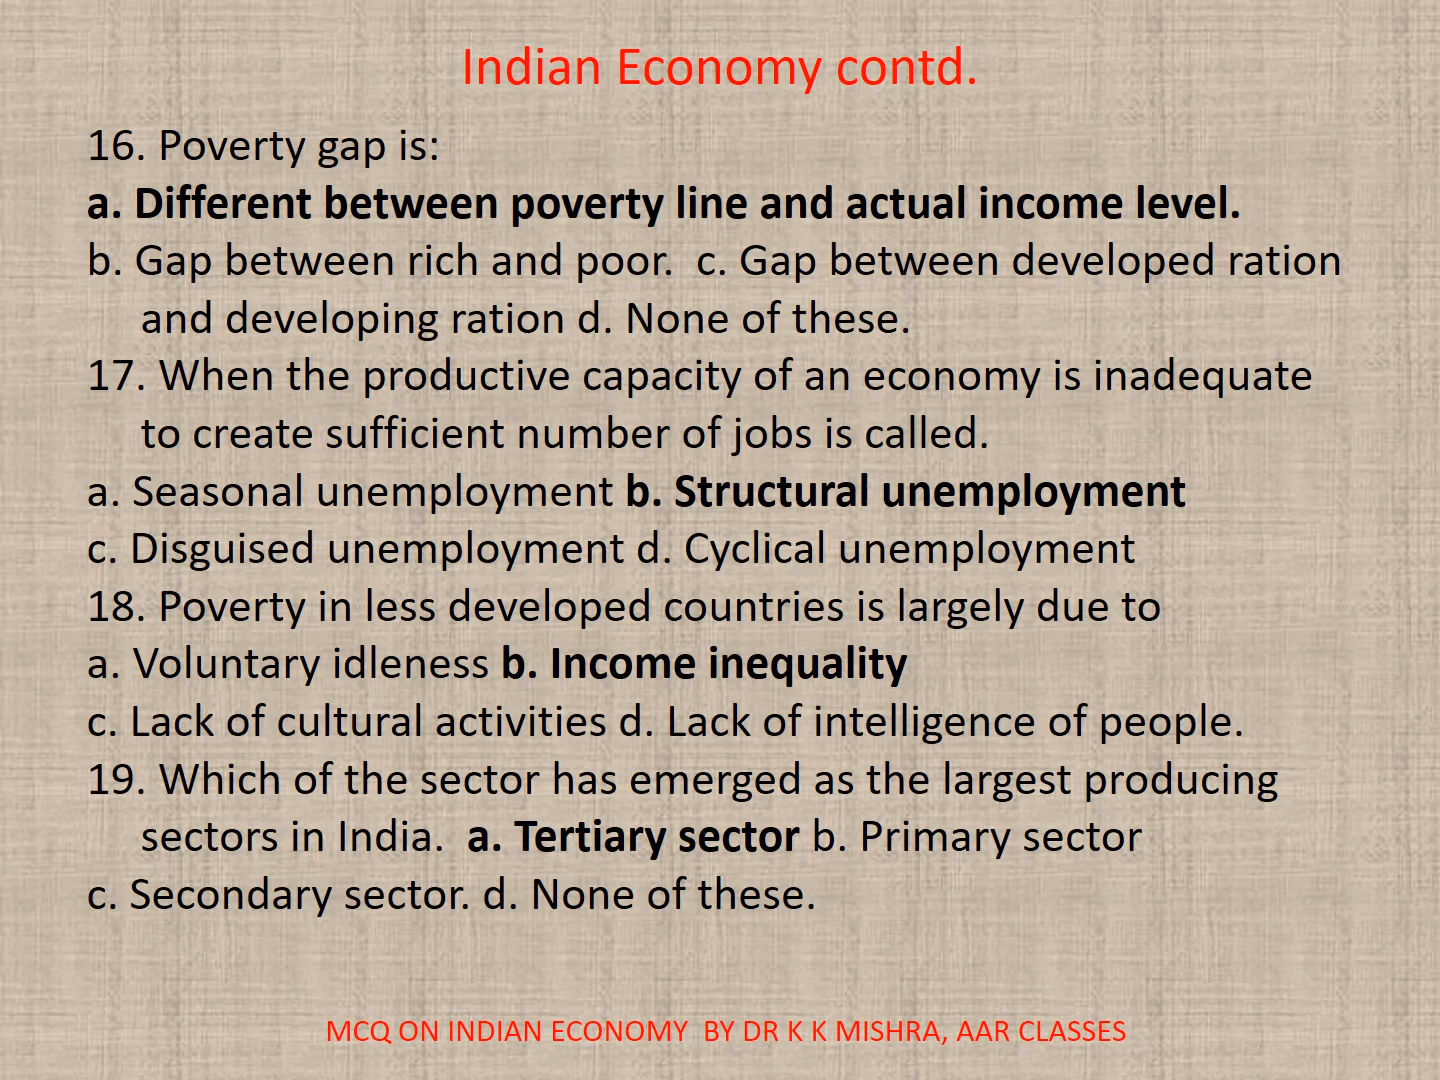 Indian Economy contd.
16. Poverty gap is:
a. Different between poverty line and actual income level.
b. Gap between rich and poor.  c. Gap between developed ration
and developing ration d. None of these.
17. When the productive capacity of an economy is inadequate
to create sufficient number of jobs is called.
a. Seasonal unemployment b. Structural unemployment
c. Disguised unemployment d. Cyclical unemployment
18. Poverty in less developed countries is largely due to
a. Voluntary idleness b. Income inequality
c. Lack of cultural activities d. Lack of intelligence of people.
19. Which of the sector has emerged as the largest producing
sectors in India.  a. Tertiary sector b. Primary sector
c. Secondary sector. d. None of these.
MCQ ON INDIAN ECONOMY  BY DR K K MISHRA, AAR CLASSES